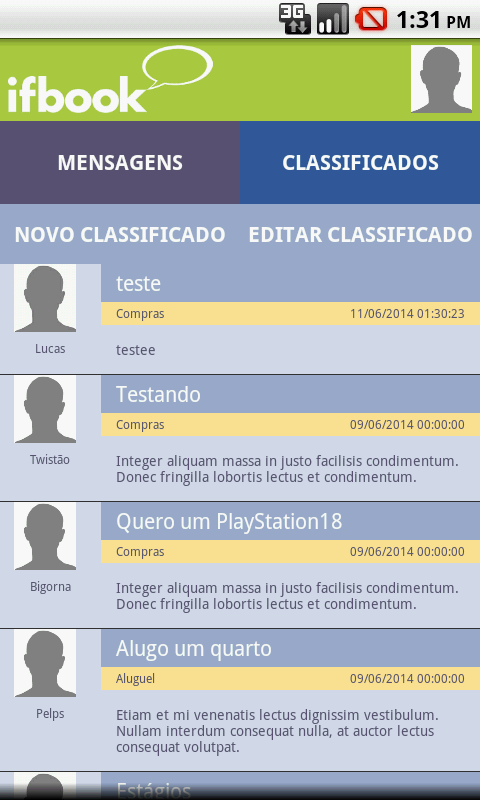 3G 1:31 PM
ifbook
MENSAGENS CLASSIFICADOS
NOVO CLASSIFICADO EDITAR CLASSIFICADO
teste
Compras 11/06/2014 01:30:23
Lucas
testee
Testando
Compras 09/06/2014 00:00:00
Twistão
Integer aliquam massa in justo facilisis condimentum.
Donec fringilla lobortis lectus et condimentum.
Quero um PlayStation18
Compras 09/06/2014 00:00:00
Bigorna
Integer aliquam massa in justo facilisis condimentum.
Donec fringilla lobortis lectus et condimentum.
Alugo um quarto
Aluguel 09/06/2014 00:00:00
Pelps
Etiam et mi venenatis lectus dignissim vestibulum.
Nullam interdum consequat nulla, at auctor lectus
consequat volutpat.
Estágios